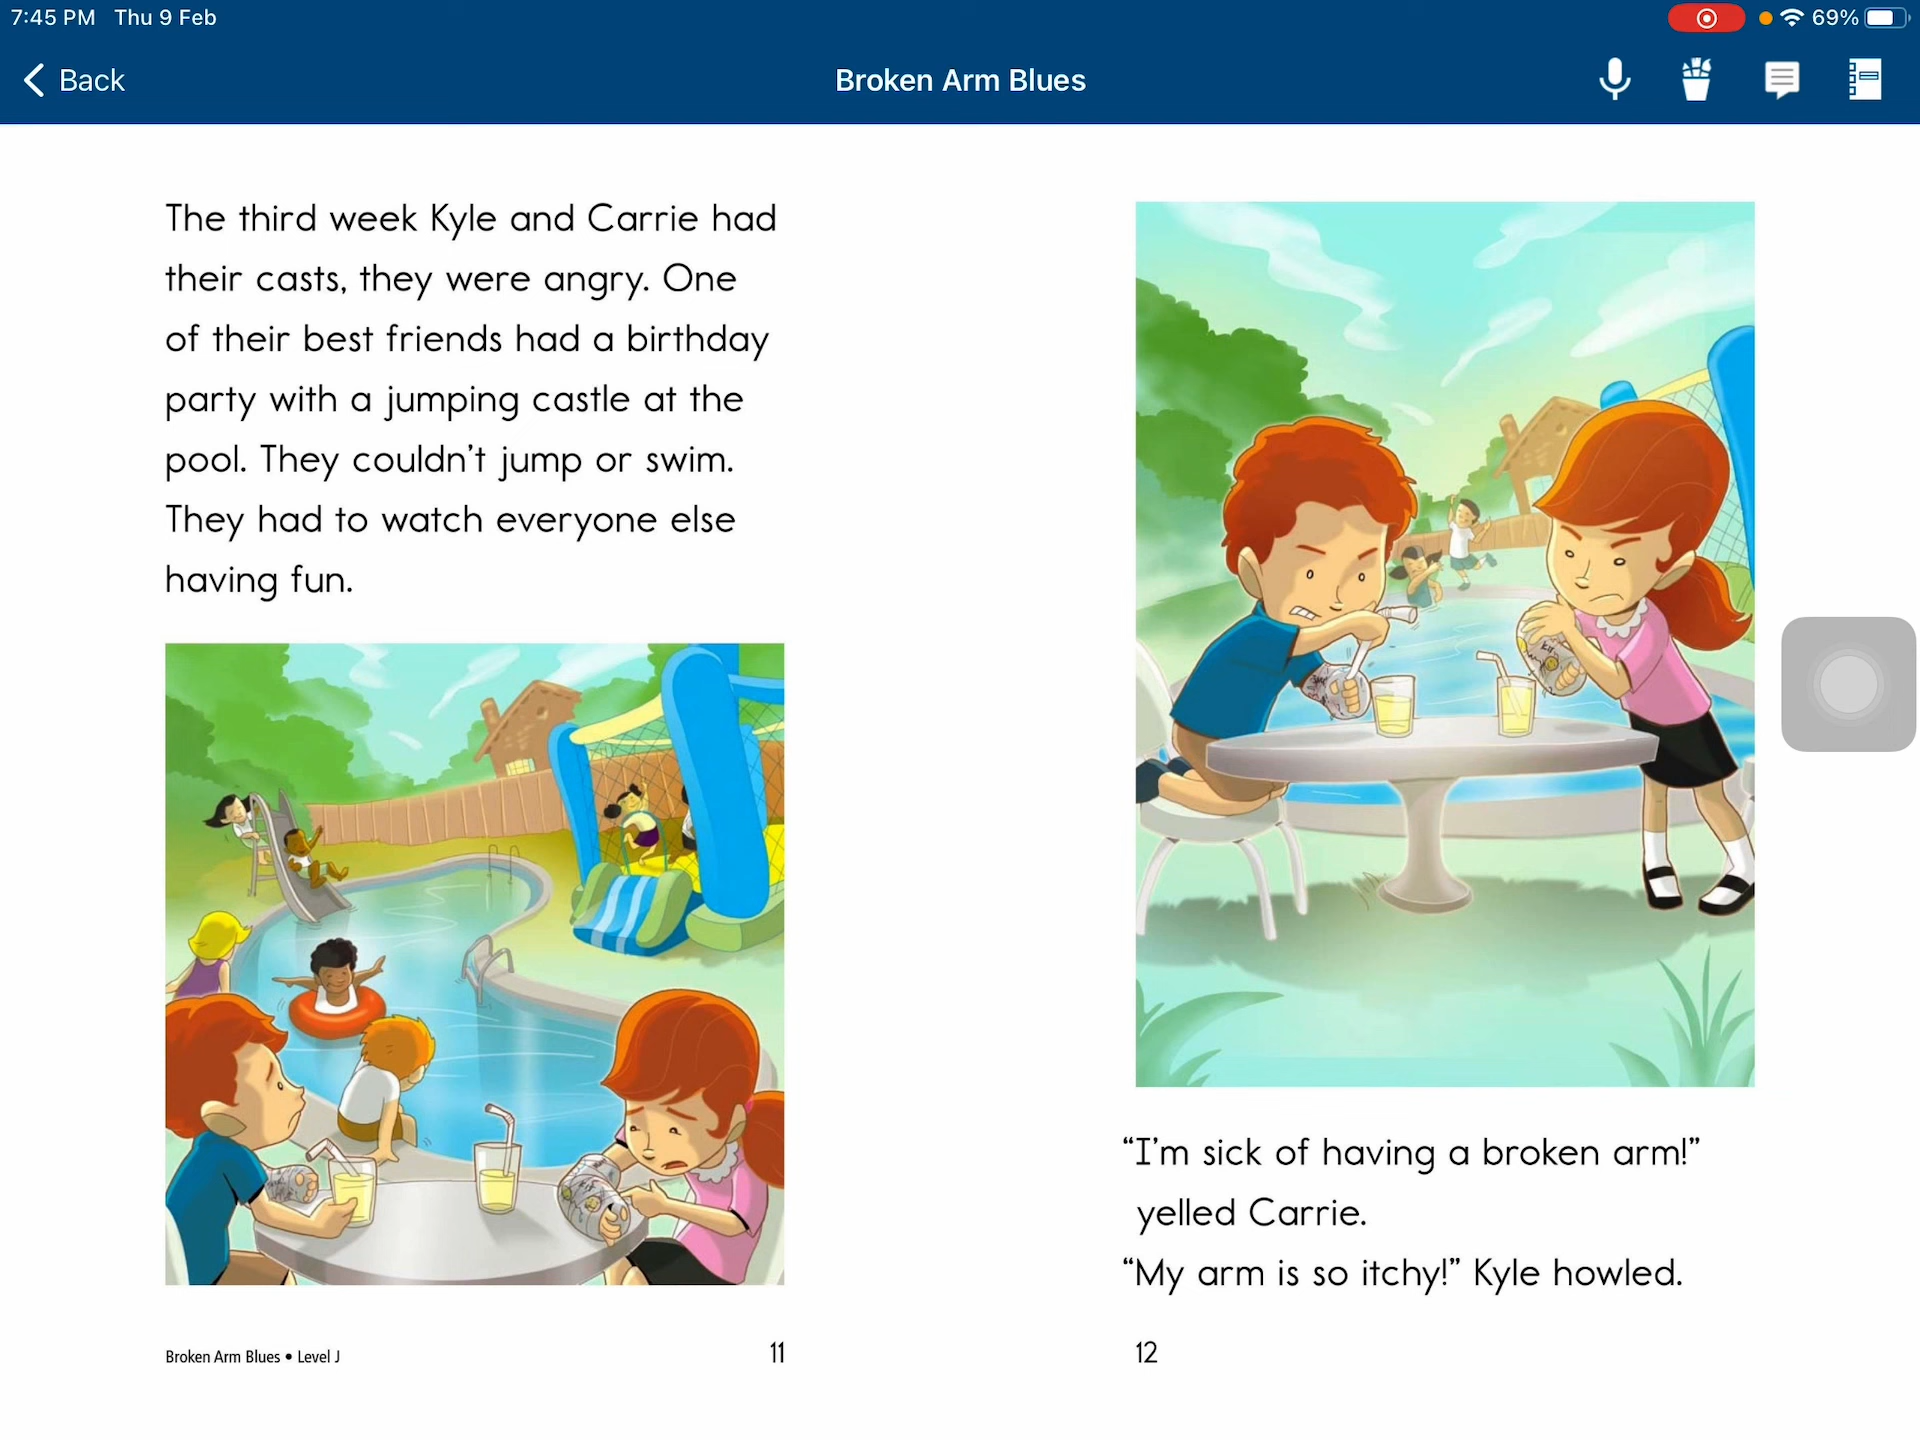 7:45 PM Thu 9 Feb
69%
Back
Broken Arm Blues
The third week Kyle and Carrie had
their casts, they were angry. One
of their best friends had a birthday
party with a jumping castle at the
pool. They couldn't jump or swim.
They had to watch everyone else
having fun.
Broken Arm Blues • Level J
11
“I'm sick of having a broken arm!”
yelled Carrie.
“My arm is so itchy!” Kyle howled.
12